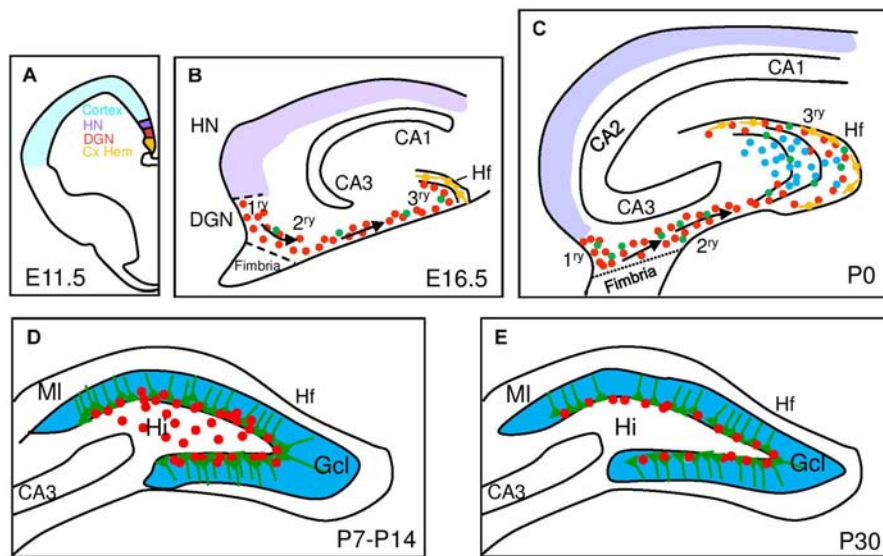 A
Cortex
HN
DGN
Cx Hem
E11.5
B
HN
CA1
CA3
Hf
DGN
1ry
2ry
3ry
Fimbria
E16.5
C
CA1
CA2
3ry
Hf
CA3
1ry
2ry
Fimbria
P0
D
Ml
Hf
Hi
Gcl
CA3
P7-P14
E
Ml
Hf
Hi
Gcl
CA3
P30